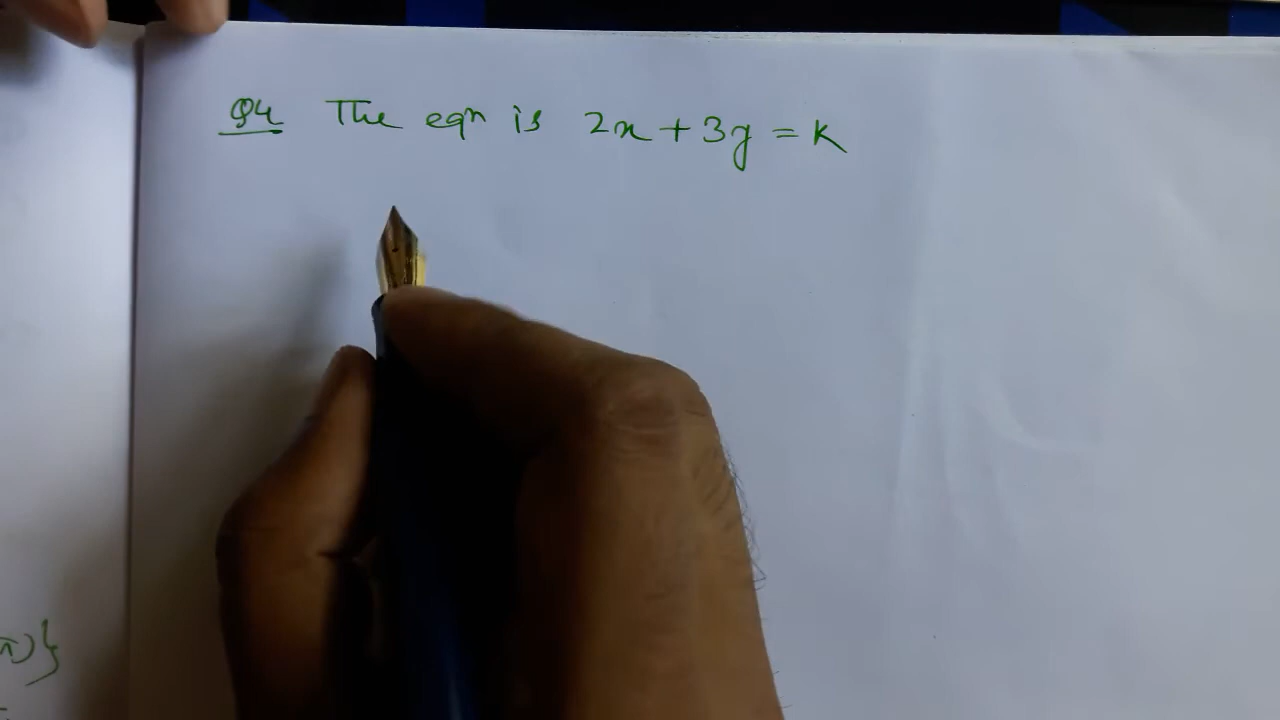 Q4 The eqn is 2x + 3y = k
π)}